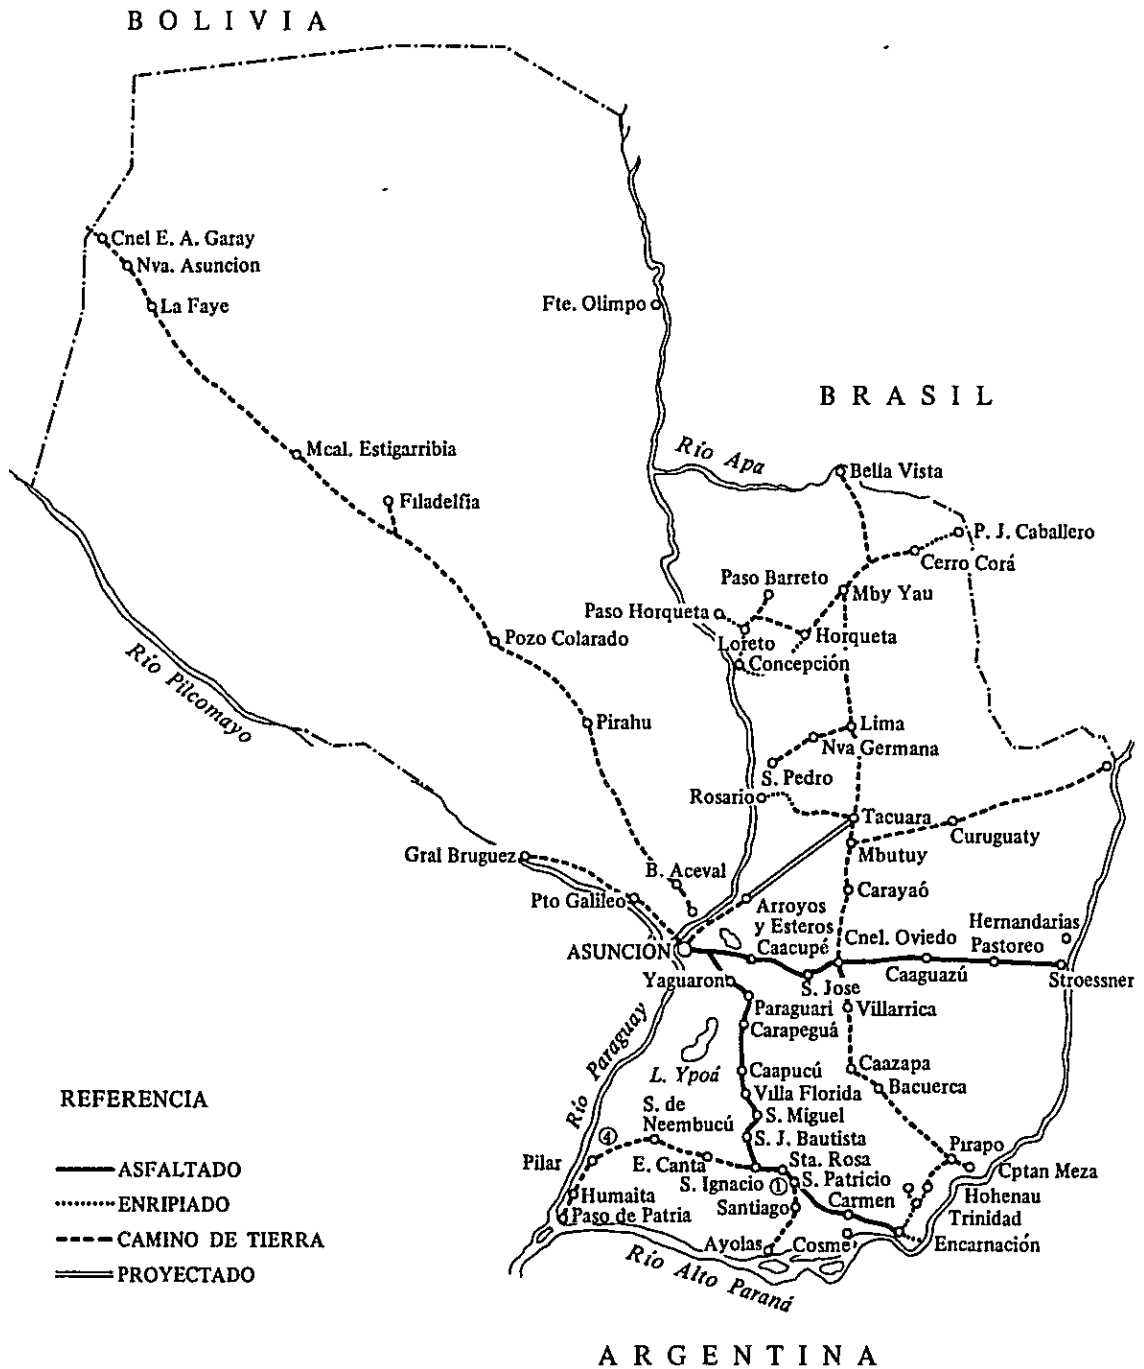 BOLIVIA
Cnel E. A. Garay
Nva. Asuncion
La Faye
Fte. Olimpo
BRASIL
Río Apa
Bella Vista
Mcal. Estigarribia
Filadelfia
P. J. Caballero
Cerro Corá
Paso Barreto
Mby Yau
Paso Horqueta
Loreto
Horqueta
Concepción
Pozo Colarado
Río Pilcomayo
Pirahu
Lima
Nva Germana
S. Pedro
Rosario
Tacuara
Curuguaty
Mbutuy
Gral Bruguez
B. Aceval
Carayaó
Pto Galileo
Arroyos
y Esteros
Hernandarias
ASUNCIÓN
Caacupé
Cnel. Oviedo
Pastoreo
Caaguazú
S. Jose
Stroessner
Yaguaron
Paraguari
Villarrica
Carapeguá
Río Paraguay
L. Ypoá
Caapucú
Caazapa
Bacuerca
Villa Florida
REFERENCIA
S. de
Neembucú
S. Miguel
4
S. J. Bautista
Pirapo
Pilar
E. Canta
Sta. Rosa
Cptan Meza
ASFALTADO
S. Ignacio
1
S. Patricio
Hohenau
ENRIPIADO
Humaita
Santiago
Carmen
Trinidad
Paso de Patria
CAMINO DE TIERRA
Ayolas
Cosme
Encarnación
PROYECTADO
Río Alto Paraná
ARGENTINA